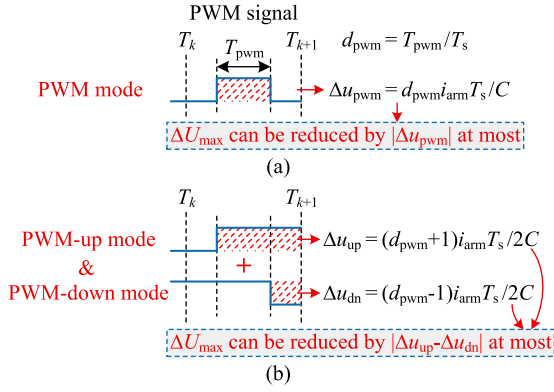 PWM signal
T_k T_pwm T_{k+1} d_pwm = T_pwm/T_s
PWM mode Δu_pwm = d_pwm i_arm T_s/C
ΔU_max can be reduced by |Δu_pwm| at most
(a)
T_k T_{k+1}
PWM-up mode Δu_up = (d_pwm+1)i_arm T_s/2C
& +
PWM-down mode Δu_dn = (d_pwm-1)i_arm T_s/2C
ΔU_max can be reduced by |Δu_up-Δu_dn| at most
(b)